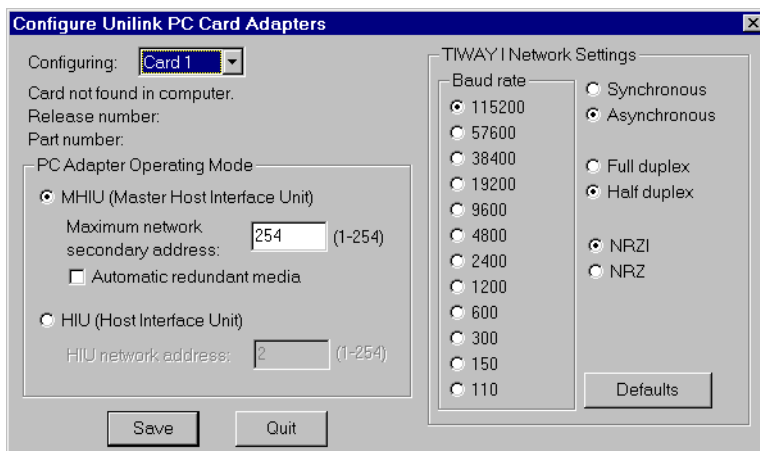 Configure Unilink PC Card Adapters
Configuring: Card 1
Card not found in computer.
Release number:
Part number:
PC Adapter Operating Mode
MHIU (Master Host Interface Unit)
Maximum network
secondary address: 254 (1-254)
Automatic redundant media
HIU (Host Interface Unit)
HIU network address: 2 (1-254)
Save
Quit
TIWAY I Network Settings
Baud rate
115200
57600
38400
19200
9600
4800
2400
1200
600
300
150
110
Synchronous
Asynchronous
Full duplex
Half duplex
NRZI
NRZ
Defaults